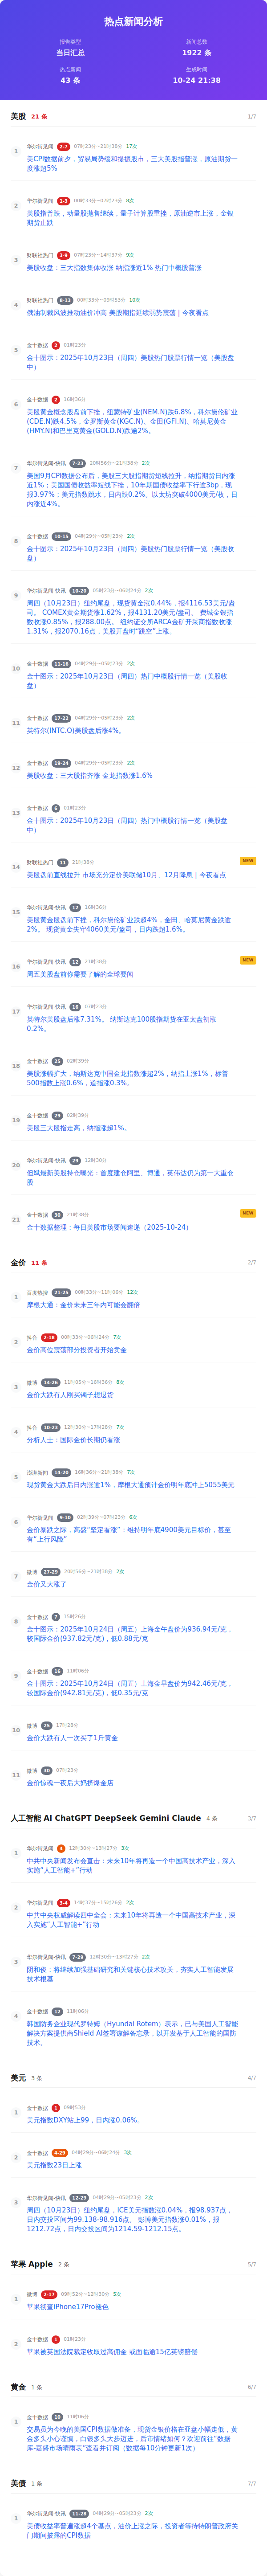 热点新闻分析
报告类型
新闻总数
当日汇总
1922 条
热点新闻
生成时间
43 条
10-24 21:38
美股 21 条
1/7
1
华尔街见闻 2-7 07时23分~21时38分 17次
美CPI数据前夕，贸易局势缓和提振股市，三大美股指普涨，原油期货一
度涨超5%
2
华尔街见闻 1-3 00时33分~07时23分 8次
美股指普跌，动量股抛售继续，量子计算股重挫，原油逆市上涨，金银
期货止跌
3
财联社热门 3-9 07时23分~14时37分 9次
美股收盘：三大指数集体收涨 纳指涨近1% 热门中概股普涨
4
财联社热门 8-13 00时33分~09时53分 10次
俄油制裁风波推动油价冲高 美股期指延续弱势震荡 | 今夜看点
5
金十数据 2 01时23分
金十图示：2025年10月23日（周四）美股热门股票行情一览（美股盘
中）
6
金十数据 2 16时36分
美股黄金概念股盘前下挫，纽蒙特矿业(NEM.N)跌6.8%，科尔黛伦矿业
(CDE.N)跌4.5%，金罗斯黄金(KGC.N)、金田(GFI.N)、哈莫尼黄金
(HMY.N)和巴里克黄金(GOLD.N)跌逾2%。
7
华尔街见闻-快讯 7-23 20时56分~21时38分 2次
美国9月CPI数据公布后，美股三大股指期货短线拉升，纳指期货日内涨
近1%；美国国债收益率短线下挫，10年期国债收益率下行逾3bp，现
报3.97%；美元指数跳水，日内跌0.2%。以太坊突破4000美元/枚，日
内涨近4%。
8
金十数据 10-15 04时29分~05时23分 2次
金十图示：2025年10月23日（周四）美股热门股票行情一览（美股收
盘）
9
华尔街见闻-快讯 10-20 05时23分~06时24分 2次
周四（10月23日）纽约尾盘，现货黄金涨0.44%，报4116.53美元/盎
司。 COMEX黄金期货涨1.62%，报4131.20美元/盎司。 费城金银指
数收涨0.85%，报288.00点。 纽约证交所ARCA金矿开采商指数收涨
1.31%，报2070.16点，美股开盘时“跳空”上涨。
10
金十数据 11-16 04时29分~05时23分 2次
金十图示：2025年10月23日（周四）热门中概股行情一览（美股收
盘）
11
金十数据 17-22 04时29分~05时23分 2次
英特尔(INTC.O)美股盘后涨4%。
12
金十数据 19-24 04时29分~05时23分 2次
美股收盘：三大股指齐涨 金龙指数涨1.6%
13
金十数据 6 01时23分
金十图示：2025年10月23日（周四）热门中概股行情一览（美股盘
中）
14
财联社热门 11 21时38分
NEW
美股盘前直线拉升 市场充分定价美联储10月、12月降息 | 今夜看点
15
华尔街见闻-快讯 12 16时36分
美股黄金股盘前下挫，科尔黛伦矿业跌超4%，金田、哈莫尼黄金跌逾
2%。 现货黄金失守4060美元/盎司，日内跌超1.6%。
16
华尔街见闻-快讯 12 21时38分
NEW
周五美股盘前你需要了解的全球要闻
17
华尔街见闻-快讯 16 07时23分
英特尔美股盘后涨7.31%。 纳斯达克100股指期货在亚太盘初涨
0.2%。
18
金十数据 25 02时39分
美股涨幅扩大，纳斯达克中国金龙指数涨超2%，纳指上涨1%，标普
500指数上涨0.6%，道指涨0.3%。
19
金十数据 29 02时39分
美股三大股指走高，纳指涨超1%。
20
华尔街见闻-快讯 29 12时30分
但斌最新美股持仓曝光：首度建仓阿里、博通，英伟达仍为第一大重仓
股
21
金十数据 30 21时38分
NEW
金十数据整理：每日美股市场要闻速递（2025-10-24）
金价 11 条
2/7
1
百度热搜 21-25 00时33分~11时06分 12次
摩根大通：金价未来三年内可能会翻倍
2
抖音 2-18 00时33分~06时24分 7次
金价高位震荡部分投资者开始卖金
3
微博 14-26 11时05分~16时36分 8次
金价大跌有人刚买镯子想退货
4
抖音 10-23 12时30分~17时28分 7次
分析人士：国际金价长期仍看涨
5
澎湃新闻 14-20 16时36分~21时38分 7次
现货黄金大跌后日内涨逾1%，摩根大通预计金价明年底冲上5055美元
6
华尔街见闻 9-10 02时39分~07时23分 6次
金价暴跌之际，高盛“坚定看涨”：维持明年底4900美元目标价，甚至
有“上行风险”
7
微博 27-29 20时56分~21时38分 2次
金价又大涨了
8
金十数据 7 15时26分
金十图示：2025年10月24日（周五）上海金午盘价为936.94元/克，
较国际金价(937.82元/克)，低0.88元/克
9
金十数据 16 11时06分
金十图示：2025年10月24日（周五）上海金早盘价为942.46元/克，
较国际金价(942.81元/克)，低0.35元/克
10
微博 25 17时28分
金价大跌有人一次买了1斤黄金
11
微博 30 07时23分
金价惊魂一夜后大妈挤爆金店
人工智能 AI ChatGPT DeepSeek Gemini Claude 4 条
3/7
1
华尔街见闻 4 12时30分~13时27分 3次
中共中央新闻发布会直击：未来10年将再造一个中国高技术产业，深入
实施“人工智能+”行动
2
华尔街见闻 3-4 14时37分~15时26分 2次
中共中央权威解读四中全会：未来10年将再造一个中国高技术产业，深
入实施“人工智能+”行动
3
华尔街见闻-快讯 7-29 12时30分~13时27分 2次
阴和俊：将继续加强基础研究和关键核心技术攻关，夯实人工智能发展
技术根基
4
金十数据 12 11时06分
韩国防务企业现代罗特姆（Hyundai Rotem）表示，已与美国人工智能
解决方案提供商Shield AI签署谅解备忘录，以开发基于人工智能的国防
技术。
美元 3 条
4/7
1
金十数据 1 09时53分
美元指数DXY站上99，日内涨0.06%。
2
金十数据 4-29 04时29分~06时24分 3次
美元指数23日上涨
3
华尔街见闻-快讯 12-29 04时29分~05时23分 2次
周四（10月23日）纽约尾盘，ICE美元指数涨0.04%，报98.937点，
日内交投区间为99.138-98.916点。 彭博美元指数涨0.01%，报
1212.72点，日内交投区间为1214.59-1212.15点。
苹果 Apple 2 条
5/7
1
微博 2-17 09时52分~12时30分 5次
苹果彻查iPhone17Pro褪色
2
金十数据 1 01时23分
苹果被英国法院裁定收取过高佣金 或面临逾15亿英镑赔偿
黄金 1 条
6/7
1
金十数据 10 11时06分
交易员为今晚的美国CPI数据做准备，现货金银价格在亚盘小幅走低，黄
金多头小心谨慎，白银多头大步迈进，后市情绪如何？欢迎前往“数据
库-嘉盛市场晴雨表”查看并订阅（数据每10分钟更新1次）
美债 1 条
7/7
1
华尔街见闻-快讯 11-28 04时29分~05时23分 2次
美债收益率普遍涨超4个基点，油价上涨之际，投资者等待特朗普政府关
门期间披露的CPI数据